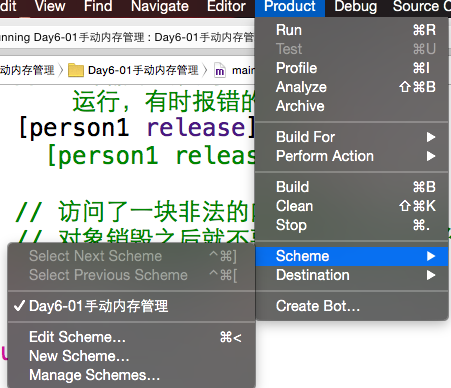 dit View Find Navigate Editor Product Debug Source C
nning Day6-01手动内存管理 : Day6-01手动内存管理
动内存管理 〉 Day6-01手动内存管理 〉 m main
运行，有时报错的
[person1 release]
[person1 releas
// 访问了一块非法的
// 对象销毁之后就不
Run ⌘R
Test ⌘U
Profile ⌘I
Analyze ⇧⌘B
Archive
Build For ▶
Perform Action ▶
Build ⌘B
Clean ⇧⌘K
Stop ⌘.
Scheme ▶
Destination ▶
Create Bot…
Select Next Scheme ^⌘]
Select Previous Scheme ^⌘[
✓ Day6-01手动内存管理
Edit Scheme… ⌘<
New Scheme…
Manage Schemes…